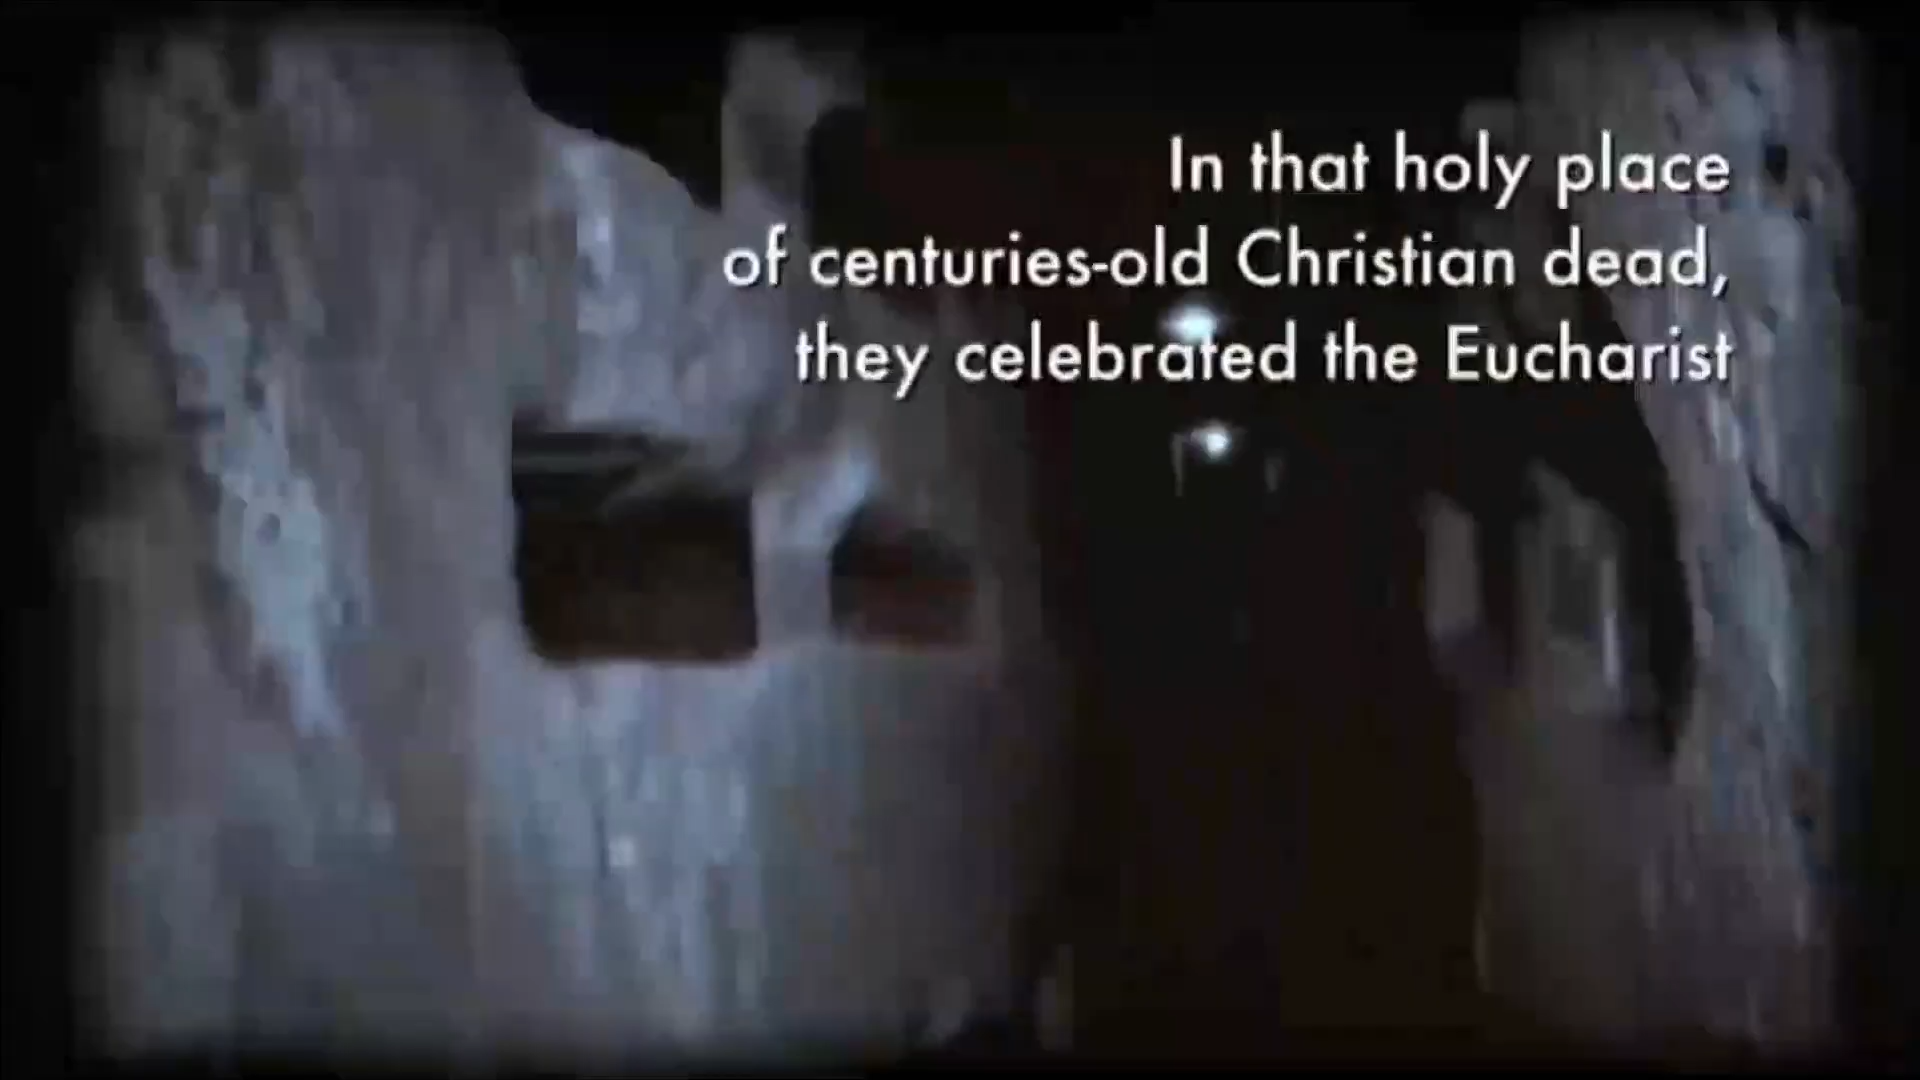 In that holy place
of centuries-old Christian dead,
they celebrated the Eucharist